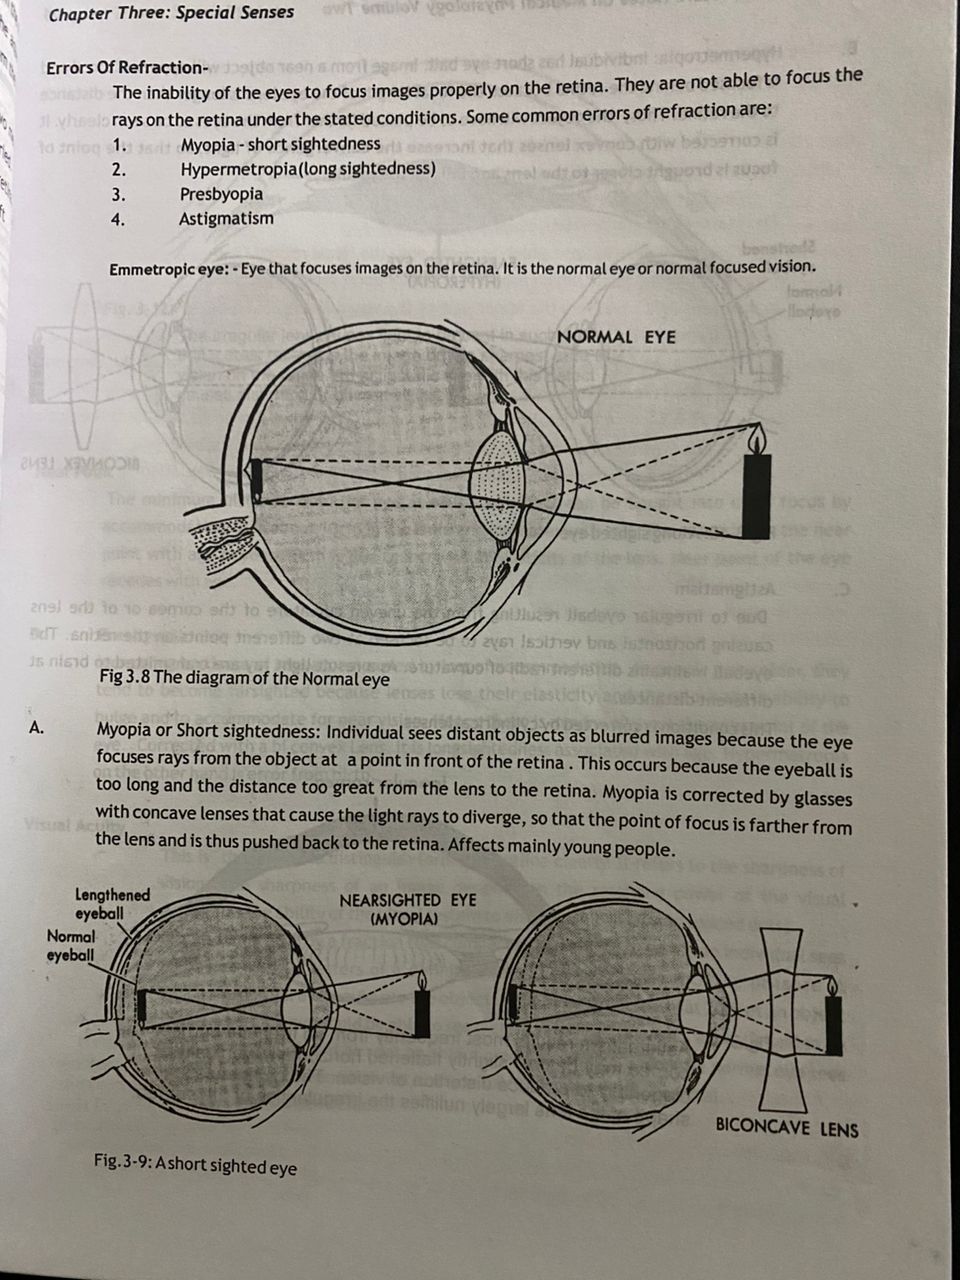 Chapter Three: Special Senses
Errors Of Refraction-
The inability of the eyes to focus images properly on the retina. They are not able to focus the
rays on the retina under the stated conditions. Some common errors of refraction are:
1. Myopia - short sightedness
2. Hypermetropia(long sightedness)
3. Presbyopia
4. Astigmatism
Emmetropic eye: - Eye that focuses images on the retina. It is the normal eye or normal focused vision.
NORMAL EYE
Fig 3.8 The diagram of the Normal eye
A. Myopia or Short sightedness: Individual sees distant objects as blurred images because the eye
focuses rays from the object at a point in front of the retina . This occurs because the eyeball is
too long and the distance too great from the lens to the retina. Myopia is corrected by glasses
with concave lenses that cause the light rays to diverge, so that the point of focus is farther from
the lens and is thus pushed back to the retina. Affects mainly young people.
Lengthened
eyeball
Normal
eyeball
NEARSIGHTED EYE
(MYOPIA)
BICONCAVE LENS
Fig.3-9: A short sighted eye